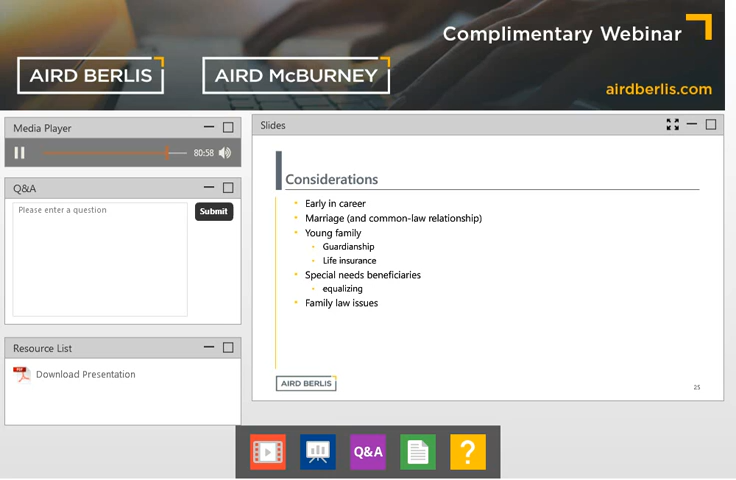 Complimentary Webinar
AIRD BERLIS
AIRD McBURNEY
airdberlis.com
Media Player
80:58
Q&A
Please enter a question
Submit
Resource List
PDF
Download Presentation
Slides
Considerations
Early in career
Marriage (and common-law relationship)
Young family
Guardianship
Life insurance
Special needs beneficiaries
equalizing
Family law issues
AIRD BERLIS
25
Q&A
?